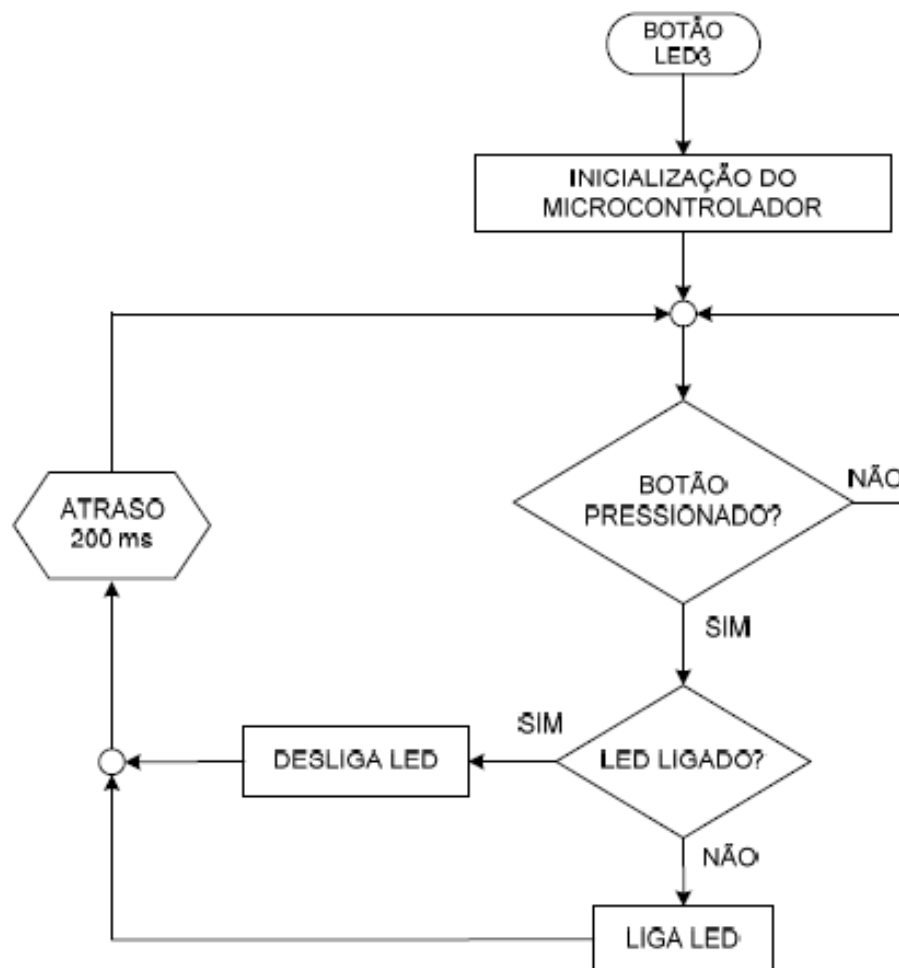 BOTÃO
LED3
INICIALIZAÇÃO DO
MICROCONTROLADOR
BOTÃO
PRESSIONADO?
NÃO
ATRASO
200 ms
SIM
SIM
DESLIGA LED
LED LIGADO?
NÃO
LIGA LED